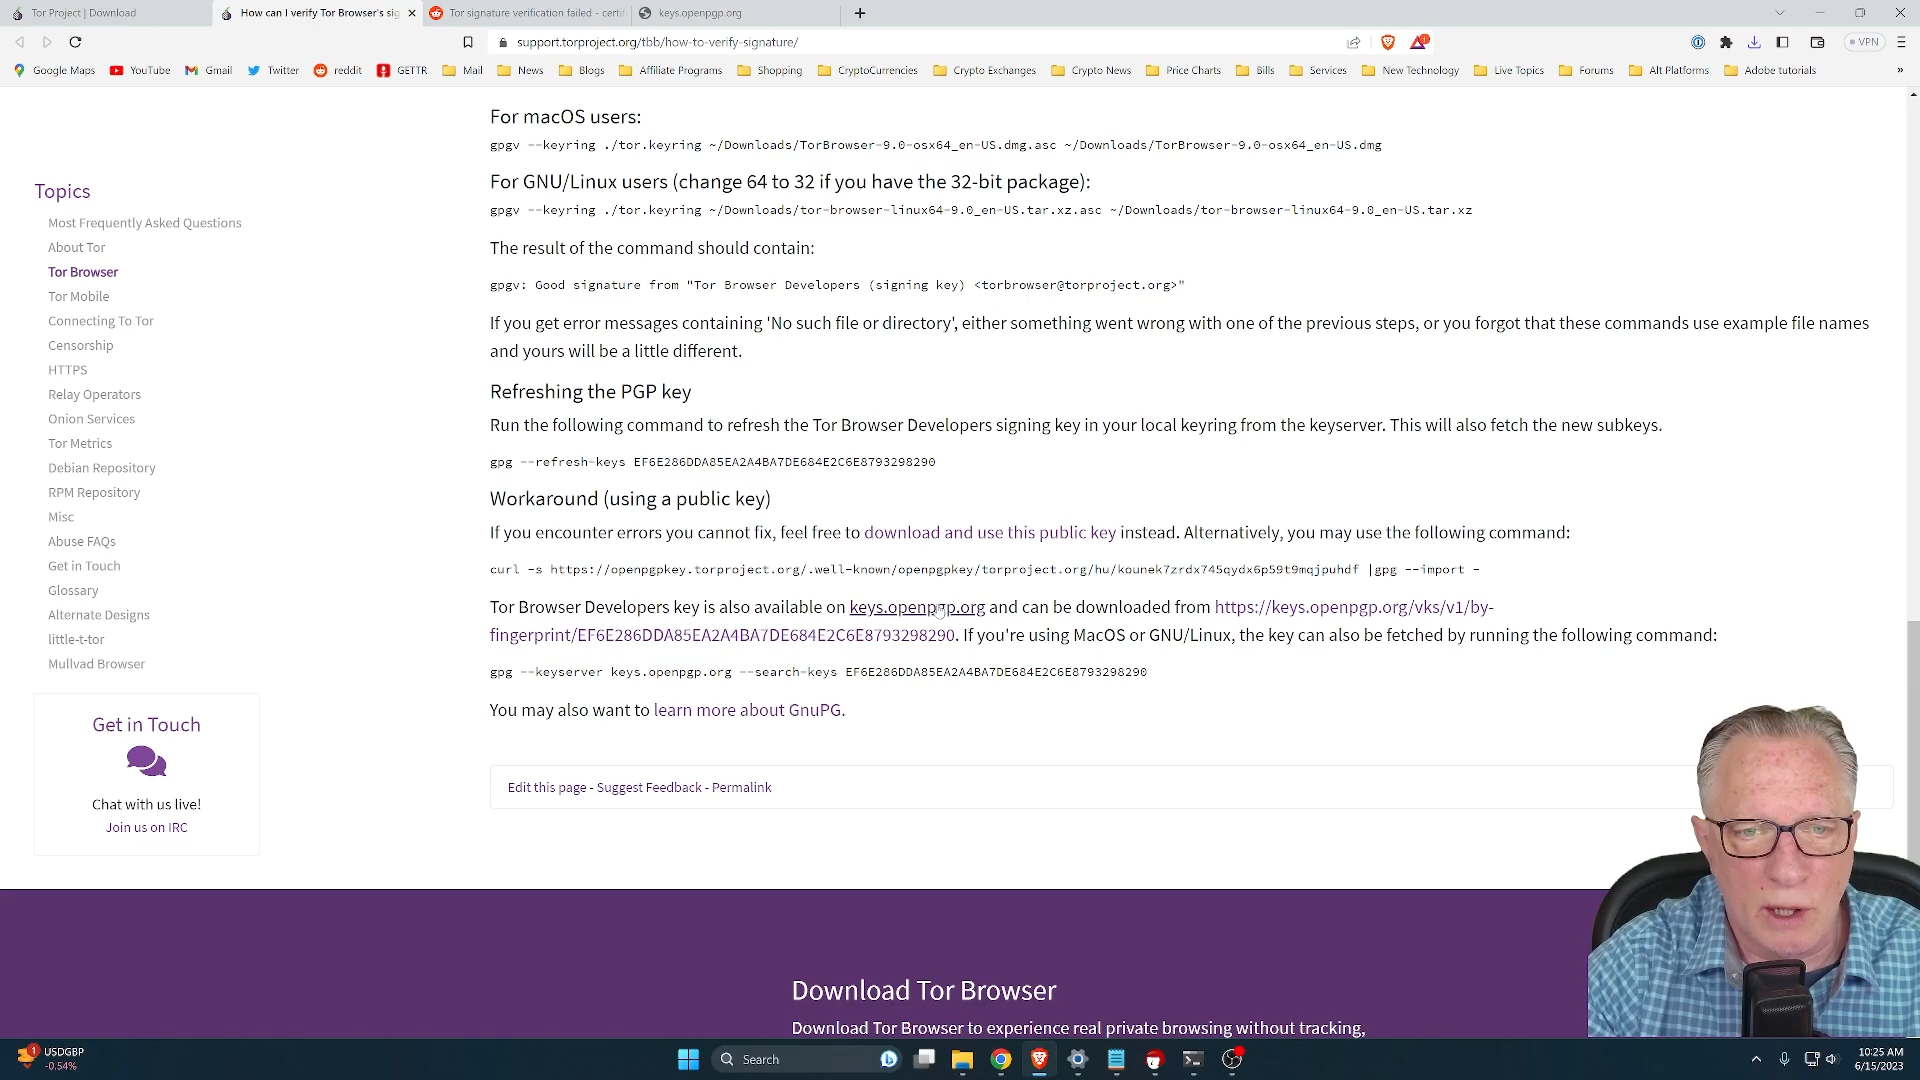 Tor Project | Download
How can I verify Tor Browser's sig
Tor signature verification failed - certif
keys.openpgp.org
support.torproject.org/tbb/how-to-verify-signature/
VPN
Google Maps YouTube Gmail Twitter reddit GETTR Mail News Blogs Affiliate Programs Shopping CryptoCurrencies Crypto Exchanges Crypto News Price Charts Bills Services New Technology Live Topics Forums Alt Platforms Adobe tutorials »
For macOS users:
gpgv --keyring ./tor.keyring ~/Downloads/TorBrowser-9.0-osx64_en-US.dmg.asc ~/Downloads/TorBrowser-9.0-osx64_en-US.dmg
For GNU/Linux users (change 64 to 32 if you have the 32-bit package):
gpgv --keyring ./tor.keyring ~/Downloads/tor-browser-linux64-9.0_en-US.tar.xz.asc ~/Downloads/tor-browser-linux64-9.0_en-US.tar.xz
The result of the command should contain:
gpgv: Good signature from "Tor Browser Developers (signing key) <torbrowser@torproject.org>"
If you get error messages containing 'No such file or directory', either something went wrong with one of the previous steps, or you forgot that these commands use example file names
and yours will be a little different.
Refreshing the PGP key
Run the following command to refresh the Tor Browser Developers signing key in your local keyring from the keyserver. This will also fetch the new subkeys.
gpg --refresh-keys EF6E286DDA85EA2A4BA7DE684E2C6E8793298290
Workaround (using a public key)
If you encounter errors you cannot fix, feel free to download and use this public key instead. Alternatively, you may use the following command:
curl -s https://openpgpkey.torproject.org/.well-known/openpgpkey/torproject.org/hu/kounek7zrdx745qydx6p59t9mqjpuhdf |gpg --import -
Tor Browser Developers key is also available on keys.openpgp.org and can be downloaded from https://keys.openpgp.org/vks/v1/by-
fingerprint/EF6E286DDA85EA2A4BA7DE684E2C6E8793298290. If you're using MacOS or GNU/Linux, the key can also be fetched by running the following command:
gpg --keyserver keys.openpgp.org --search-keys EF6E286DDA85EA2A4BA7DE684E2C6E8793298290
You may also want to learn more about GnuPG.
Edit this page - Suggest Feedback - Permalink
Topics
Most Frequently Asked Questions
About Tor
Tor Browser
Tor Mobile
Connecting To Tor
Censorship
HTTPS
Relay Operators
Onion Services
Tor Metrics
Debian Repository
RPM Repository
Misc
Abuse FAQs
Get in Touch
Glossary
Alternate Designs
little-t-tor
Mullvad Browser
Get in Touch
Chat with us live!
Join us on IRC
Download Tor Browser
Download Tor Browser to experience real private browsing without tracking,
1
USDGBP
-0.54%
Search
10:25 AM
6/15/2023